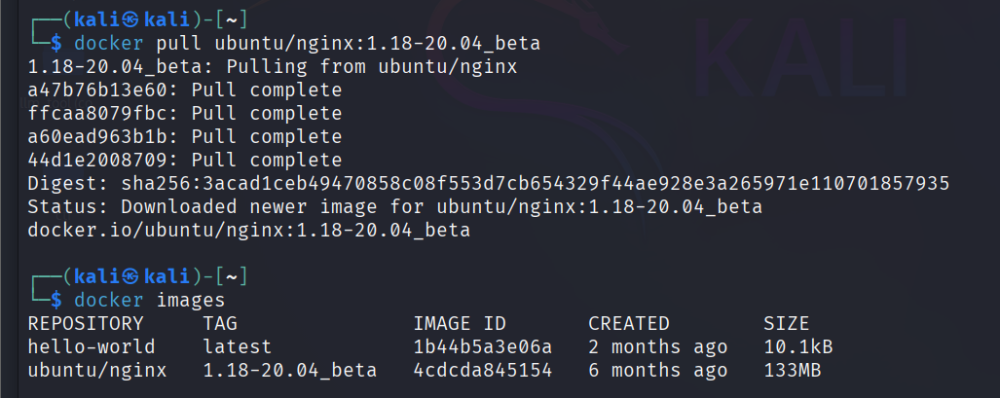 ┌──(kali㉿kali)-[~]
└─$ docker pull ubuntu/nginx:1.18-20.04_beta
1.18-20.04_beta: Pulling from ubuntu/nginx
a47b76b13e60: Pull complete
ffcaa8079fbc: Pull complete
a60ead963b1b: Pull complete
44d1e2008709: Pull complete
Digest: sha256:3acad1ceb49470858c08f553d7cb654329f44ae928e3a265971e110701857935
Status: Downloaded newer image for ubuntu/nginx:1.18-20.04_beta
docker.io/ubuntu/nginx:1.18-20.04_beta
┌──(kali㉿kali)-[~]
└─$ docker images
REPOSITORY     TAG               IMAGE ID       CREATED        SIZE
hello-world    latest            1b44b5a3e06a   2 months ago   10.1kB
ubuntu/nginx   1.18-20.04_beta   4cdcda845154   6 months ago   133MB
KALI